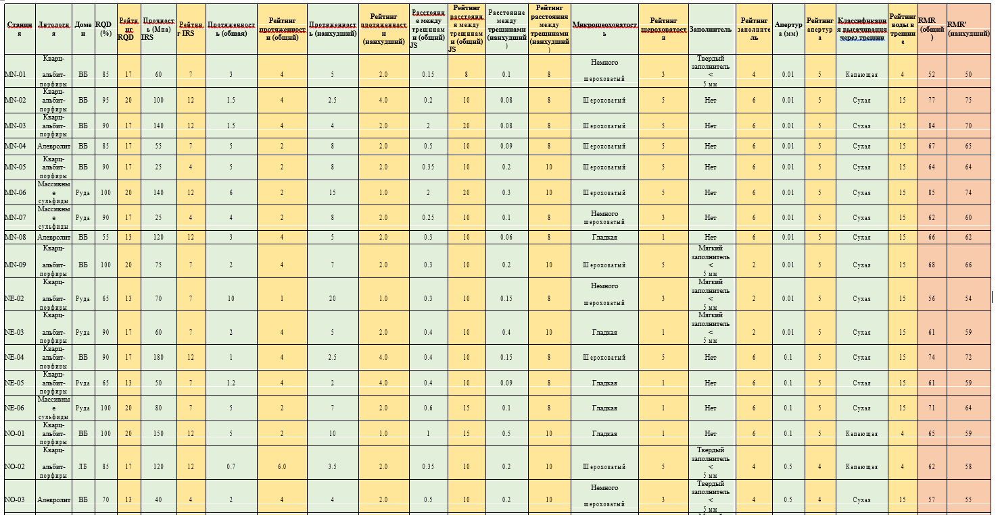 Станция | Литология | Домен | RQD (%) | Рейтинг RQD | Прочность (Мпа) IRS | Рейтинг IRS | Протяженность (общая) | Рейтинг протяженности (общий) | Протяженность (наихудший) | Рейтинг протяженности (наихудший) | Расстояние между трещинами (общий) JS | Рейтинг расстояния между трещинами (общий) JS | Расстояние между трещинами (наихудший) | Рейтинг расстояния между трещинами (наихудший) | Микрошероховатость | Рейтинг шероховатости | Заполнитель | Рейтинг заполнитель | Апертура (мм) | Рейтинг апертура | Классификация высачивания через трещин | Рейтинг воды в трещине | RMR (общий) | RMR' (наихудший)
MN-01 | Кварц-альбит-порфиры | ВБ | 85 | 17 | 60 | 7 | 3 | 4 | 5 | 2.0 | 0.15 | 8 | 0.1 | 8 | Немного шероховатый | 3 | Твердый заполнитель < 5 мм | 4 | 0.01 | 5 | Капающая | 4 | 52 | 50
MN-02 | Кварц-альбит-порфиры | ВБ | 95 | 20 | 100 | 12 | 1.5 | 4 | 2.5 | 4.0 | 0.2 | 10 | 0.08 | 8 | Шероховатый | 5 | Нет | 6 | 0.01 | 5 | Сухая | 15 | 77 | 75
MN-03 | Кварц-альбит-порфиры | ВБ | 90 | 17 | 140 | 12 | 1.5 | 4 | 4 | 2.0 | 2 | 20 | 0.08 | 8 | Шероховатый | 5 | Нет | 6 | 0.01 | 5 | Сухая | 15 | 84 | 70
MN-04 | Алевролит | ВБ | 85 | 17 | 55 | 7 | 5 | 2 | 8 | 2.0 | 0.5 | 10 | 0.09 | 8 | Шероховатый | 5 | Нет | 6 | 0.01 | 5 | Сухая | 15 | 67 | 65
MN-05 | Кварц-альбит-порфиры | ВБ | 90 | 17 | 25 | 4 | 5 | 2 | 8 | 2.0 | 0.35 | 10 | 0.2 | 10 | Шероховатый | 5 | Нет | 6 | 0.01 | 5 | Сухая | 15 | 64 | 64
MN-06 | Массивные сульфиды | Руда | 100 | 20 | 140 | 12 | 6 | 2 | 15 | 1.0 | 2 | 20 | 0.3 | 10 | Шероховатый | 5 | Нет | 6 | 0.01 | 5 | Сухая | 15 | 85 | 74
MN-07 | Массивные сульфиды | Руда | 90 | 17 | 25 | 4 | 4 | 2 | 8 | 2.0 | 0.25 | 10 | 0.1 | 8 | Немного шероховатый | 3 | Нет | 6 | 0.01 | 5 | Сухая | 15 | 62 | 60
MN-08 | Алевролит | ВБ | 55 | 13 | 120 | 12 | 3 | 4 | 5 | 2.0 | 0.3 | 10 | 0.06 | 8 | Гладкая | 1 | Нет | 6 | 0.01 | 5 | Сухая | 15 | 66 | 62
MN-09 | Кварц-альбит-порфиры | ВБ | 100 | 20 | 75 | 7 | 2 | 4 | 7 | 2.0 | 0.3 | 10 | 0.2 | 10 | Шероховатый | 5 | Мягкий заполнитель < 5 мм | 2 | 0.01 | 5 | Сухая | 15 | 68 | 66
NE-02 | Кварц-альбит-порфиры | Руда | 65 | 13 | 70 | 7 | 10 | 1 | 20 | 1.0 | 0.3 | 10 | 0.15 | 8 | Немного шероховатый | 3 | Мягкий заполнитель < 5 мм | 2 | 0.01 | 5 | Сухая | 15 | 56 | 54
NE-03 | Кварц-альбит-порфиры | Руда | 90 | 17 | 60 | 7 | 2 | 4 | 5 | 2.0 | 0.4 | 10 | 0.4 | 10 | Гладкая | 1 | Мягкий заполнитель < 5 мм | 2 | 0.01 | 5 | Сухая | 15 | 61 | 59
NE-04 | Кварц-альбит-порфиры | ВБ | 90 | 17 | 180 | 12 | 1 | 4 | 2.5 | 4.0 | 0.4 | 10 | 0.15 | 8 | Шероховатый | 5 | Нет | 6 | 0.1 | 5 | Сухая | 15 | 74 | 72
NE-05 | Кварц-альбит-порфиры | Руда | 65 | 13 | 50 | 7 | 1.2 | 4 | 2 | 4.0 | 0.4 | 10 | 0.09 | 8 | Гладкая | 1 | Нет | 6 | 0.1 | 5 | Сухая | 15 | 61 | 59
NE-06 | Массивные сульфиды | Руда | 100 | 20 | 80 | 7 | 5 | 2 | 7 | 2.0 | 0.6 | 15 | 0.1 | 8 | Гладкая | 1 | Нет | 6 | 0.1 | 5 | Сухая | 15 | 71 | 64
NO-01 | Кварц-альбит-порфиры | ВБ | 100 | 20 | 150 | 12 | 5 | 2 | 10 | 1.0 | 1 | 15 | 0.5 | 10 | Гладкая | 1 | Нет | 6 | 0.1 | 5 | Капающая | 4 | 65 | 59
NO-02 | Кварц-альбит-порфиры | ЛБ | 85 | 17 | 120 | 12 | 0.7 | 6.0 | 3.5 | 2.0 | 0.35 | 10 | 0.2 | 10 | Шероховатый | 5 | Твердый заполнитель < 5 мм | 4 | 0.5 | 4 | Капающая | 4 | 62 | 58
NO-03 | Алевролит | ВБ | 70 | 13 | 40 | 4 | 2 | 4 | 4 | 2.0 | 0.5 | 10 | 0.2 | 10 | Немного шероховатый | 3 | Твердый заполнитель < 5 мм | 4 | 0.5 | 4 | Сухая | 15 | 57 | 55